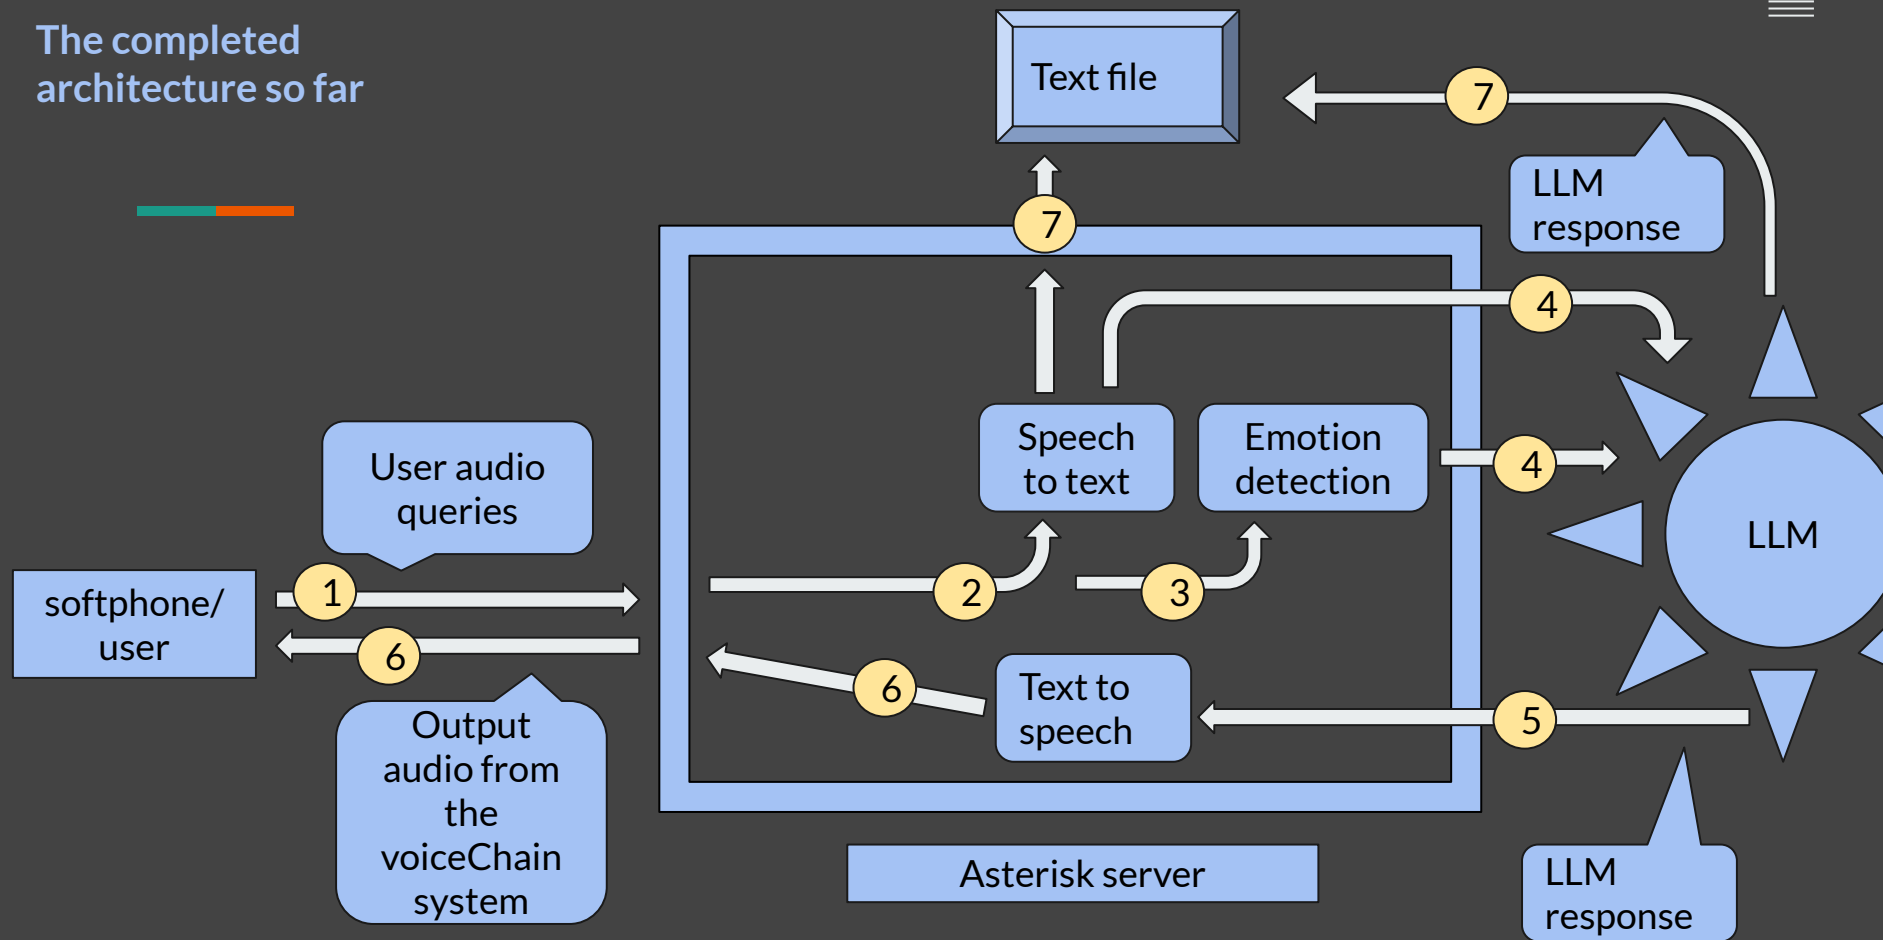 The completed
architecture so far
Text file
7
LLM
response
7
4
Speech
to text
Emotion
detection
4
User audio
queries
LLM
softphone/
user
1
2
3
6
6
Text to
speech
5
Output
audio from
the
voiceChain
system
Asterisk server
LLM
response